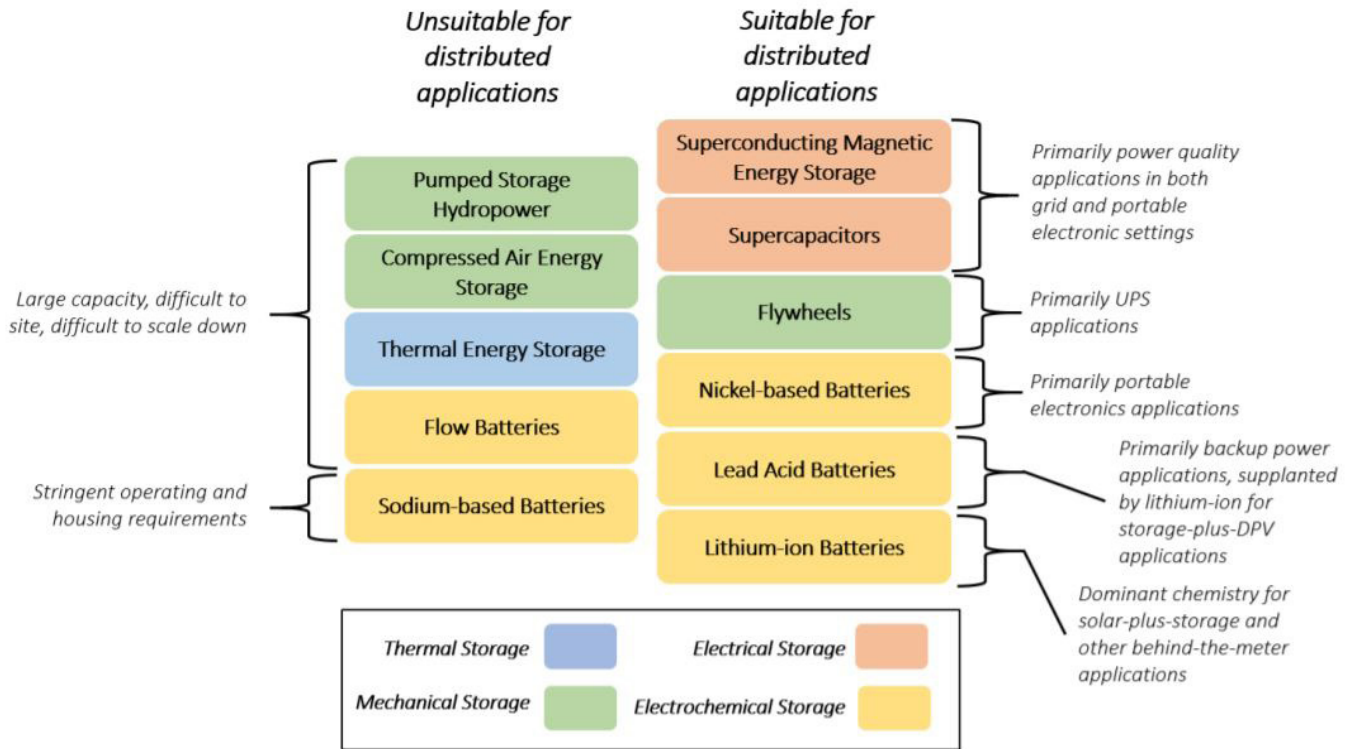 Unsuitable for
distributed
applications
Suitable for
distributed
applications
Large capacity, difficult to
site, difficult to scale down
Stringent operating and
housing requirements
Pumped Storage
Hydropower
Compressed Air Energy
Storage
Thermal Energy Storage
Flow Batteries
Sodium-based Batteries
Superconducting Magnetic
Energy Storage
Supercapacitors
Flywheels
Nickel-based Batteries
Lead Acid Batteries
Lithium-ion Batteries
Primarily power quality
applications in both
grid and portable
electronic settings
Primarily UPS
applications
Primarily portable
electronics applications
Primarily backup power
applications, supplanted
by lithium-ion for
storage-plus-DPV
applications
Dominant chemistry for
solar-plus-storage and
other behind-the-meter
applications
Thermal Storage
Electrical Storage
Mechanical Storage
Electrochemical Storage